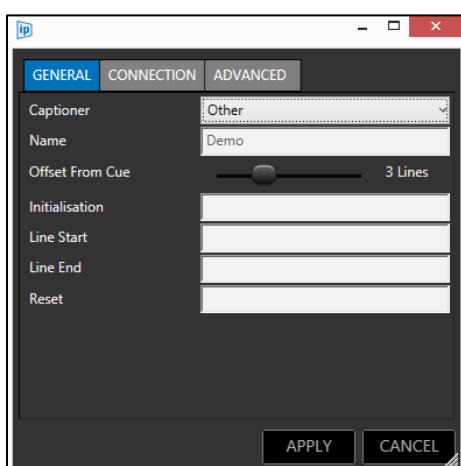 ip
GENERAL CONNECTION ADVANCED
Captioner Other
Name Demo
Offset From Cue 3 Lines
Initialisation
Line Start
Line End
Reset
APPLY CANCEL